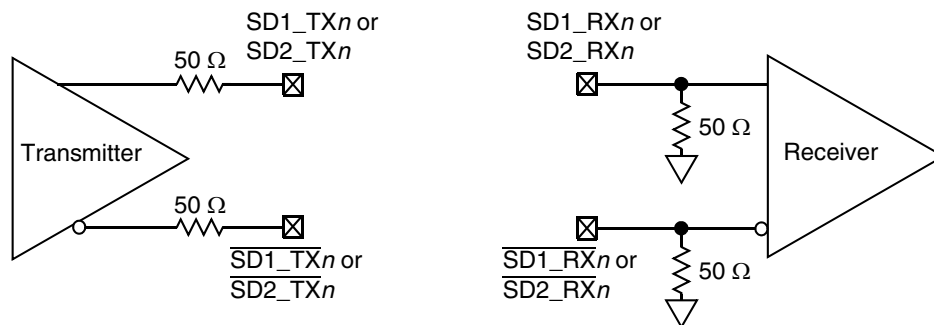 SD1_TXn or
SD2_TXn
50 Ω
Transmitter
50 Ω
SD1_TXn or
SD2_TXn
SD1_RXn or
SD2_RXn
50 Ω
Receiver
SD1_RXn or
SD2_RXn
50 Ω